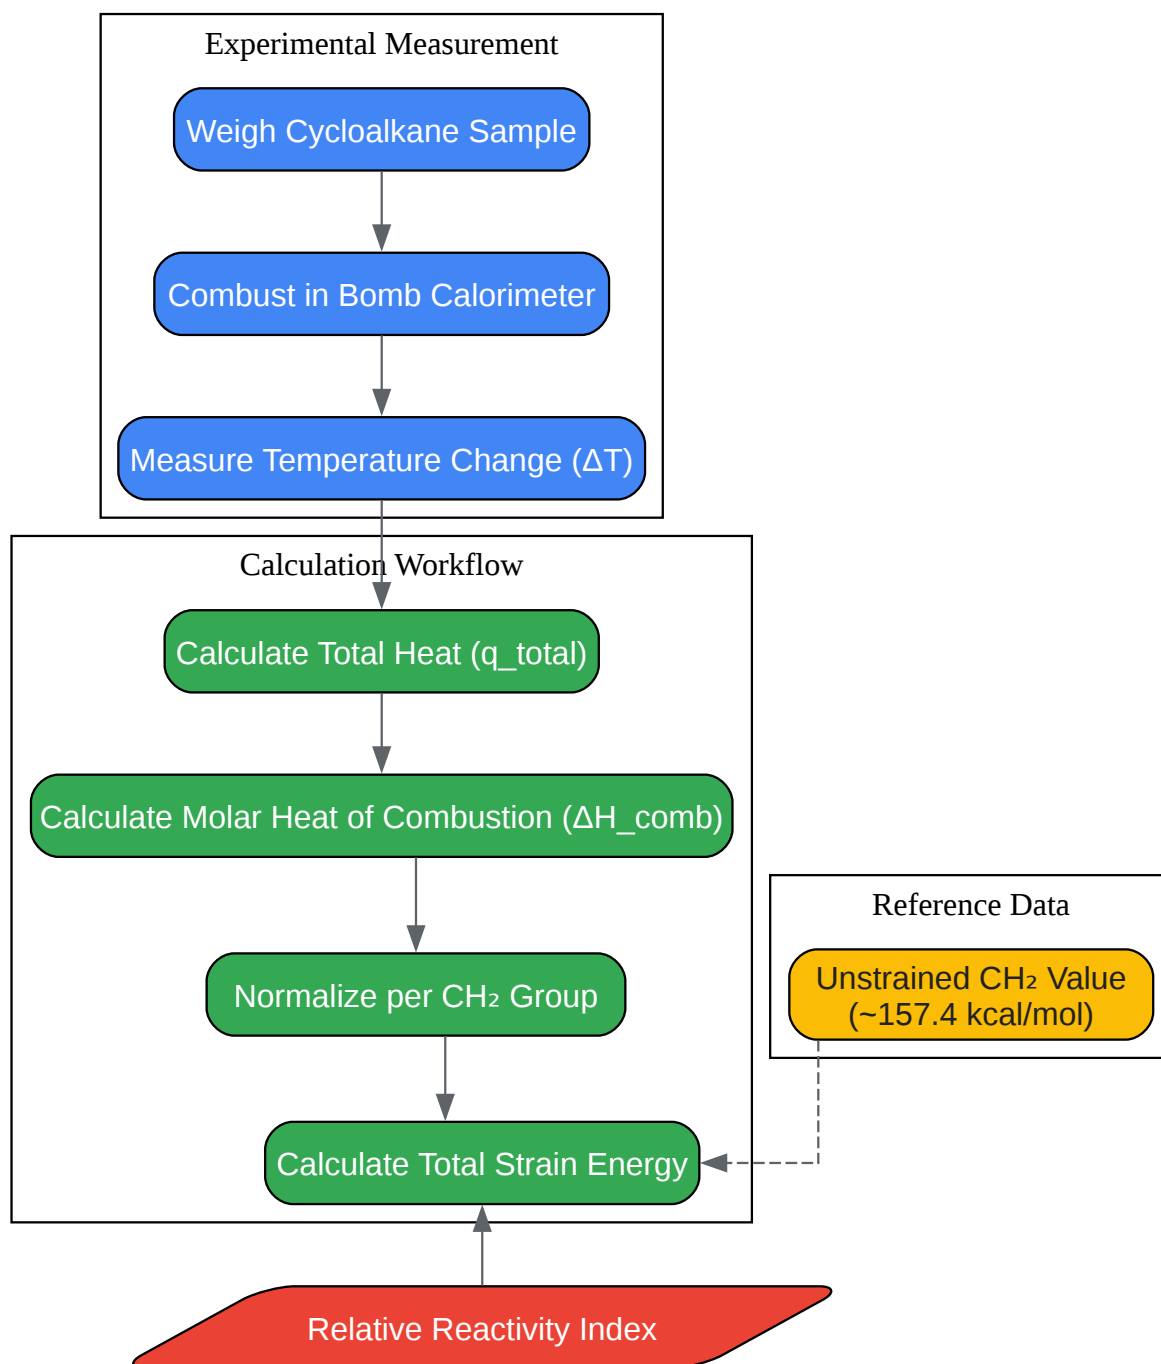 Experimental Measurement
Weigh Cycloalkane Sample
Combust in Bomb Calorimeter
Measure Temperature Change (ΔT)
Calculation Workflow
Calculate Total Heat (q_total)
Calculate Molar Heat of Combustion (ΔH_comb)
Normalize per CH₂ Group
Reference Data
Unstrained CH₂ Value
(~157.4 kcal/mol)
Calculate Total Strain Energy
Relative Reactivity Index